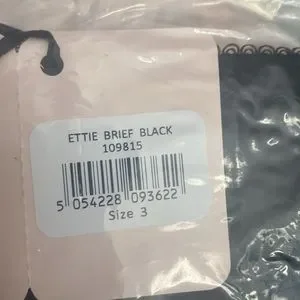 ETTIE BRIEF BLACK
109815
5 054228 093622
Size 3